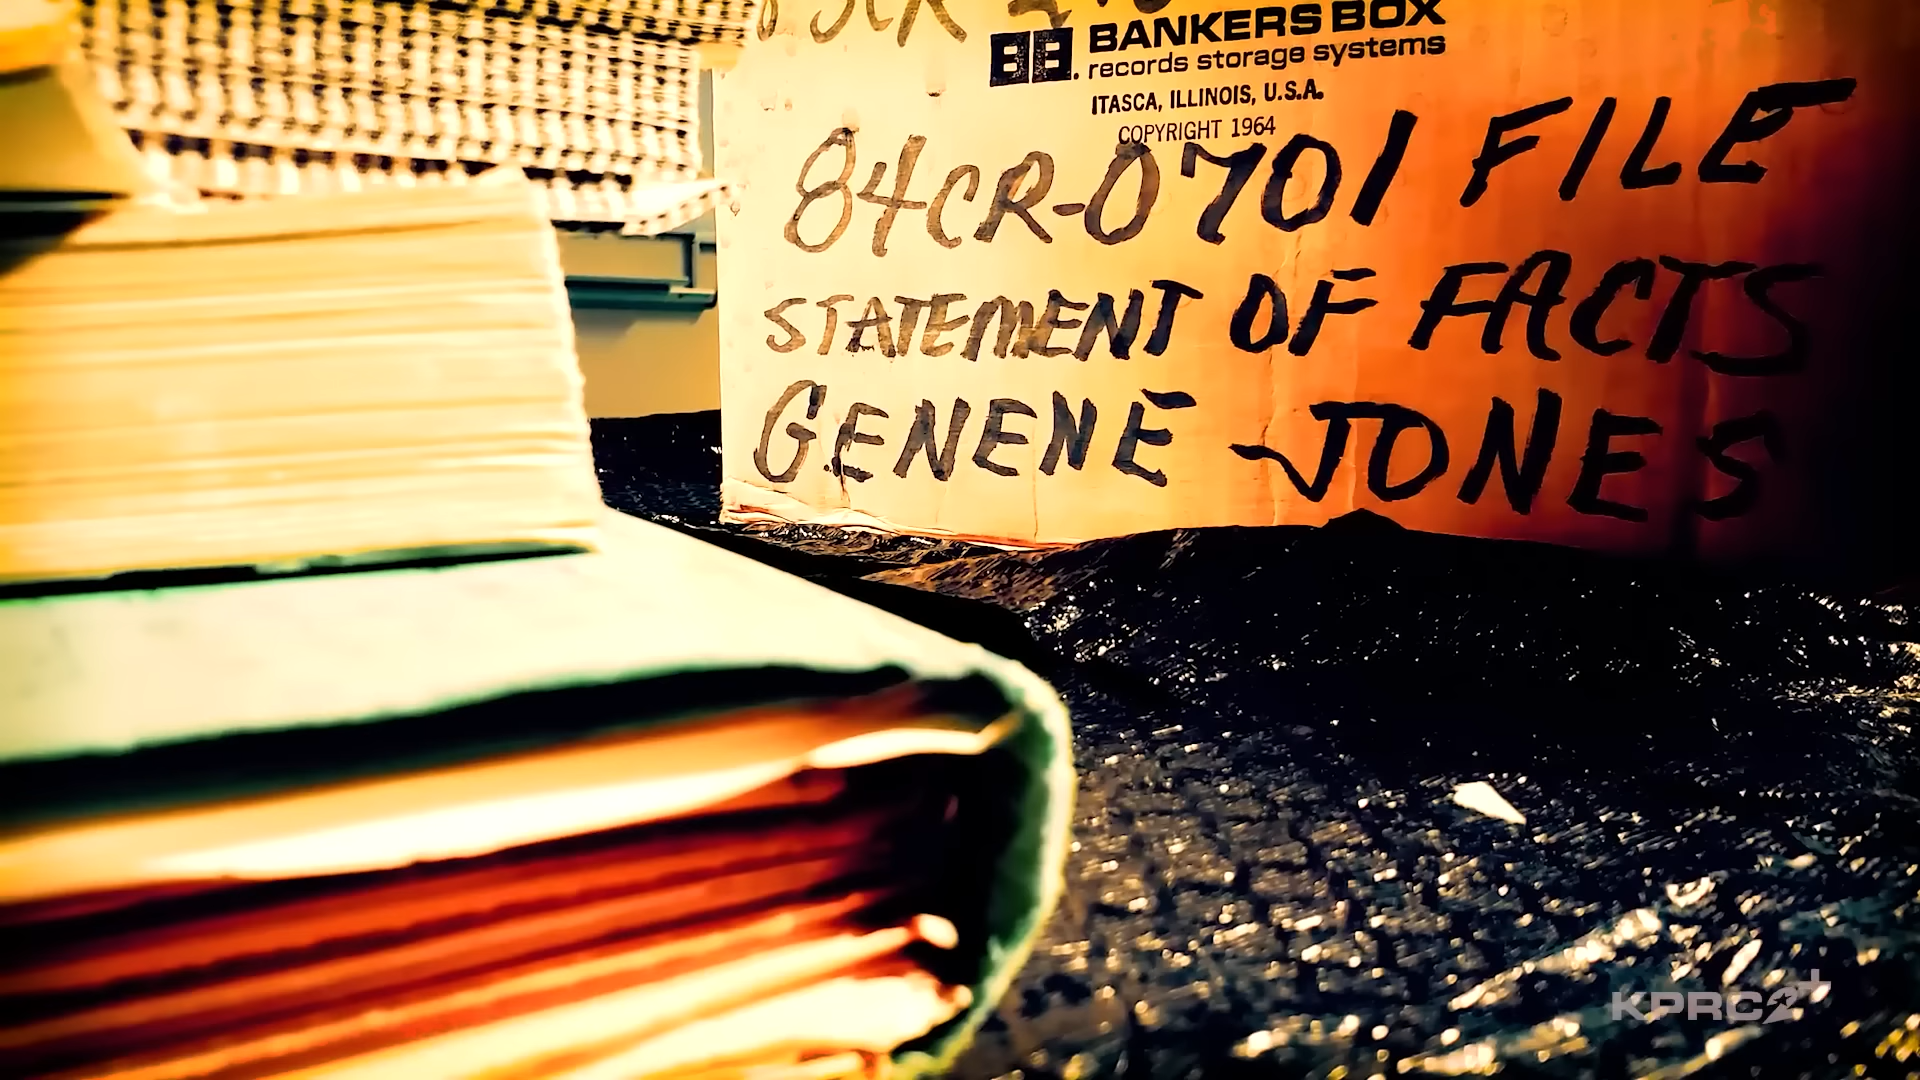 BANKERS BOX
records storage systems
ITASCA, ILLINOIS, U.S.A.
COPYRIGHT 1964
84CR-0701 FILE
STATEMENT OF FACTS
GENENE JONES
KPRC2+